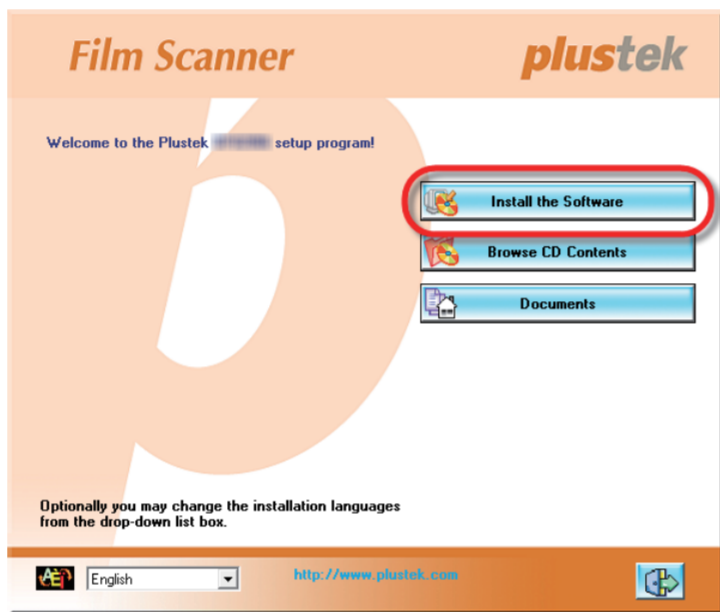 Film Scanner
plustek
Welcome to the Plustek setup program!
Install the Software
Browse CD Contents
Documents
Optionally you may change the installation languages
from the drop-down list box.
English
http://www.plustek.com